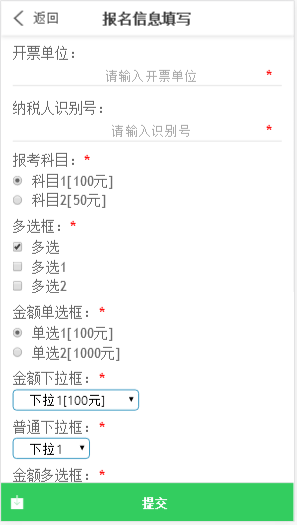 返回 报名信息填写
开票单位：
请输入开票单位 *
纳税人识别号：
请输入识别号 *
报考科目：*
科目1[100元]
科目2[50元]
多选框：*
多选
多选1
多选2
金额单选框：*
单选1[100元]
单选2[1000元]
金额下拉框：*
下拉1[100元]
普通下拉框：*
下拉1
金额多选框：*
提交